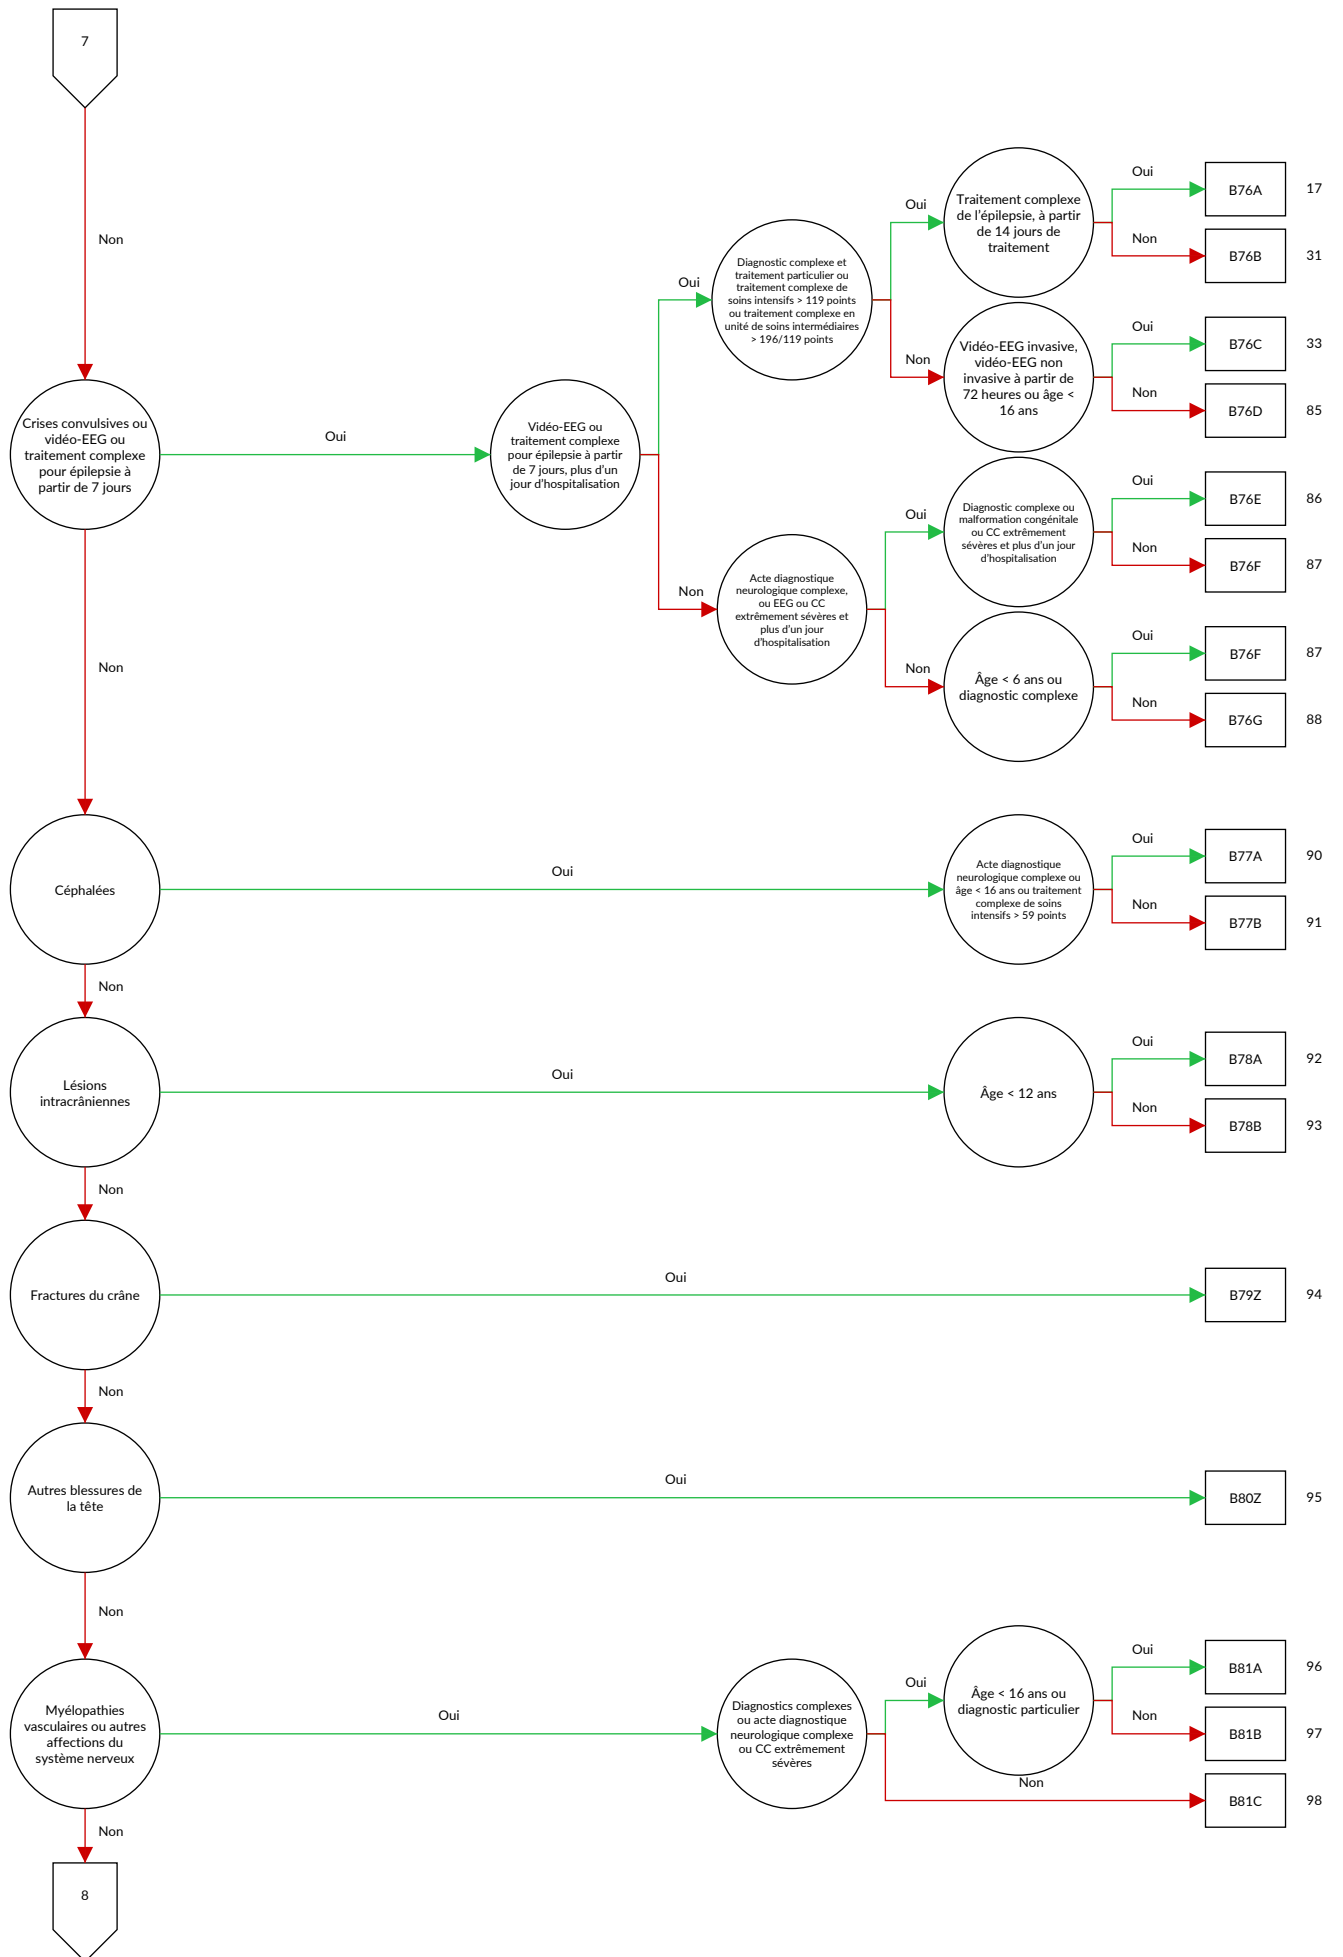 7
Non
Crises convulsives ou
vidéo-EEG ou
traitement complexe
pour épilepsie à
partir de 7 jours
Oui
Vidéo-EEG ou
traitement complexe
pour épilepsie à partir
de 7 jours, plus d'un
jour d'hospitalisation
Oui
Diagnostic complexe et
traitement particulier ou
traitement complexe de
soins intensifs > 119 points
ou traitement complexe en
unité de soins intermédiaires
> 196/119 points
Oui
Traitement complexe
de l'épilepsie, à partir
de 14 jours de
traitement
Oui
B76A
17
Non
B76B
31
Non
Vidéo-EEG invasive,
vidéo-EEG non
invasive à partir de
72 heures ou âge <
16 ans
Oui
B76C
33
Non
B76D
85
Non
Acte diagnostique
neurologique complexe,
ou EEG ou CC
extrêmement sévères et
plus d'un jour
d'hospitalisation
Oui
Diagnostic complexe ou
malformation congénitale
ou CC extrêmement
sévères et plus d'un jour
d'hospitalisation
Oui
B76E
86
Non
B76F
87
Non
Âge < 6 ans ou
diagnostic complexe
Oui
B76F
87
Non
B76G
88
Non
Céphalées
Oui
Acte diagnostique
neurologique complexe ou
âge < 16 ans ou traitement
complexe de soins
intensifs > 59 points
Oui
B77A
90
Non
B77B
91
Non
Lésions
intracrâniennes
Oui
Âge < 12 ans
Oui
B78A
92
Non
B78B
93
Non
Fractures du crâne
Oui
B79Z
94
Non
Autres blessures de
la tête
Oui
B80Z
95
Non
Myélopathies
vasculaires ou autres
affections du
système nerveux
Oui
Diagnostics complexes
ou acte diagnostique
neurologique complexe
ou CC extrêmement
sévères
Oui
Âge < 16 ans ou
diagnostic particulier
Oui
B81A
96
Non
B81B
97
Non
B81C
98
Non
8